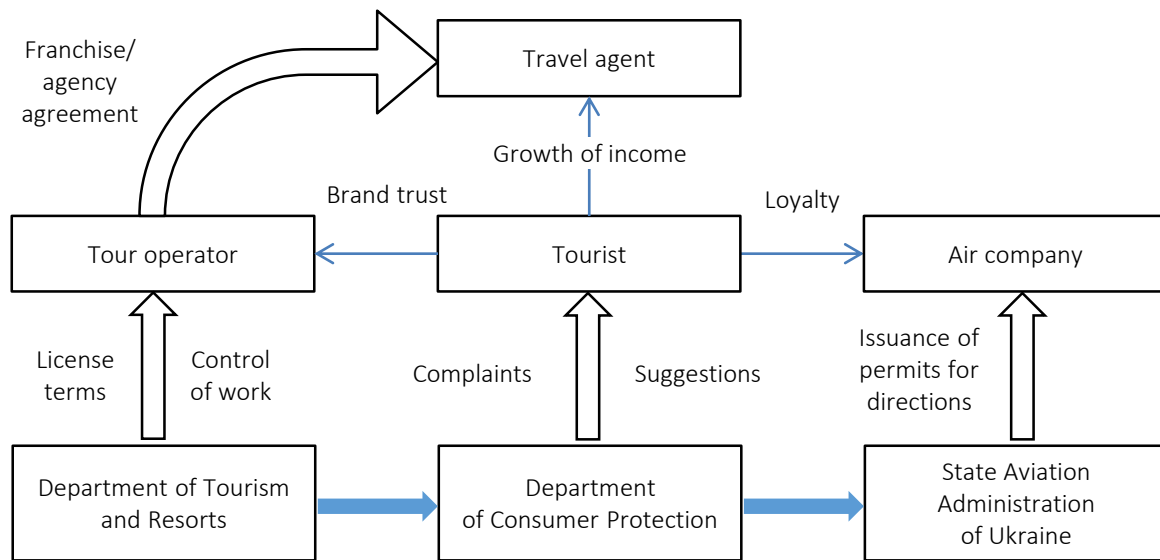 Franchise/
agency
agreement
Travel agent
Growth of income
Brand trust
Loyalty
Tour operator
Tourist
Air company
License
terms
Control
of work
Complaints
Suggestions
Issuance of
permits for
directions
Department of Tourism
and Resorts
Department
of Consumer Protection
State Aviation
Administration
of Ukraine